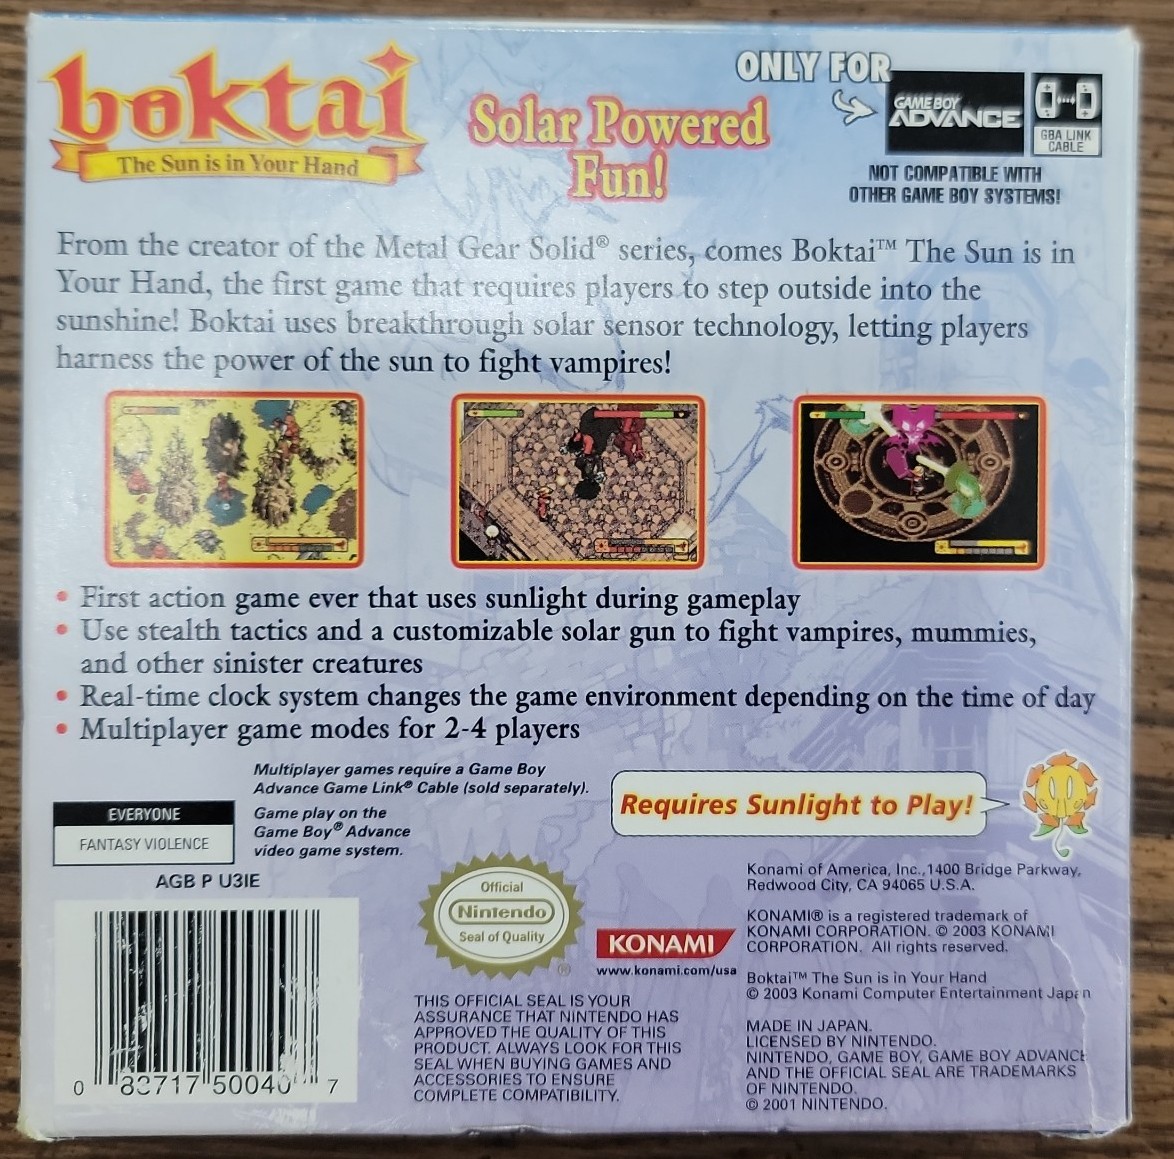 boktai
The Sun is in Your Hand
Solar Powered
Fun!
ONLY FOR
GAME BOY
ADVANCE
GBA LINK
CABLE
NOT COMPATIBLE WITH
OTHER GAME BOY SYSTEMS!
From the creator of the Metal Gear Solid® series, comes Boktai™ The Sun is in
Your Hand, the first game that requires players to step outside into the
sunshine! Boktai uses breakthrough solar sensor technology, letting players
harness the power of the sun to fight vampires!
• First action game ever that uses sunlight during gameplay
• Use stealth tactics and a customizable solar gun to fight vampires, mummies,
and other sinister creatures
• Real-time clock system changes the game environment depending on the time of day
• Multiplayer game modes for 2-4 players
Multiplayer games require a Game Boy
Advance Game Link® Cable (sold separately).
Game play on the
Game Boy® Advance
video game system.
EVERYONE
FANTASY VIOLENCE
AGB P U3IE
Requires Sunlight to Play!
Official
Nintendo
Seal of Quality
®
KONAMI
www.konami.com/usa
THIS OFFICIAL SEAL IS YOUR
ASSURANCE THAT NINTENDO HAS
APPROVED THE QUALITY OF THIS
PRODUCT. ALWAYS LOOK FOR THIS
SEAL WHEN BUYING GAMES AND
ACCESSORIES TO ENSURE
COMPLETE COMPATIBILITY.
Konami of America, Inc.,1400 Bridge Parkway,
Redwood City, CA 94065 U.S.A.
KONAMI® is a registered trademark of
KONAMI CORPORATION. © 2003 KONAMI
CORPORATION. All rights reserved.
Boktai™ The Sun is in Your Hand
© 2003 Konami Computer Entertainment Japan
MADE IN JAPAN.
LICENSED BY NINTENDO.
NINTENDO, GAME BOY, GAME BOY ADVANCE
AND THE OFFICIAL SEAL ARE TRADEMARKS
OF NINTENDO.
© 2001 NINTENDO.
0 83717 50040 7